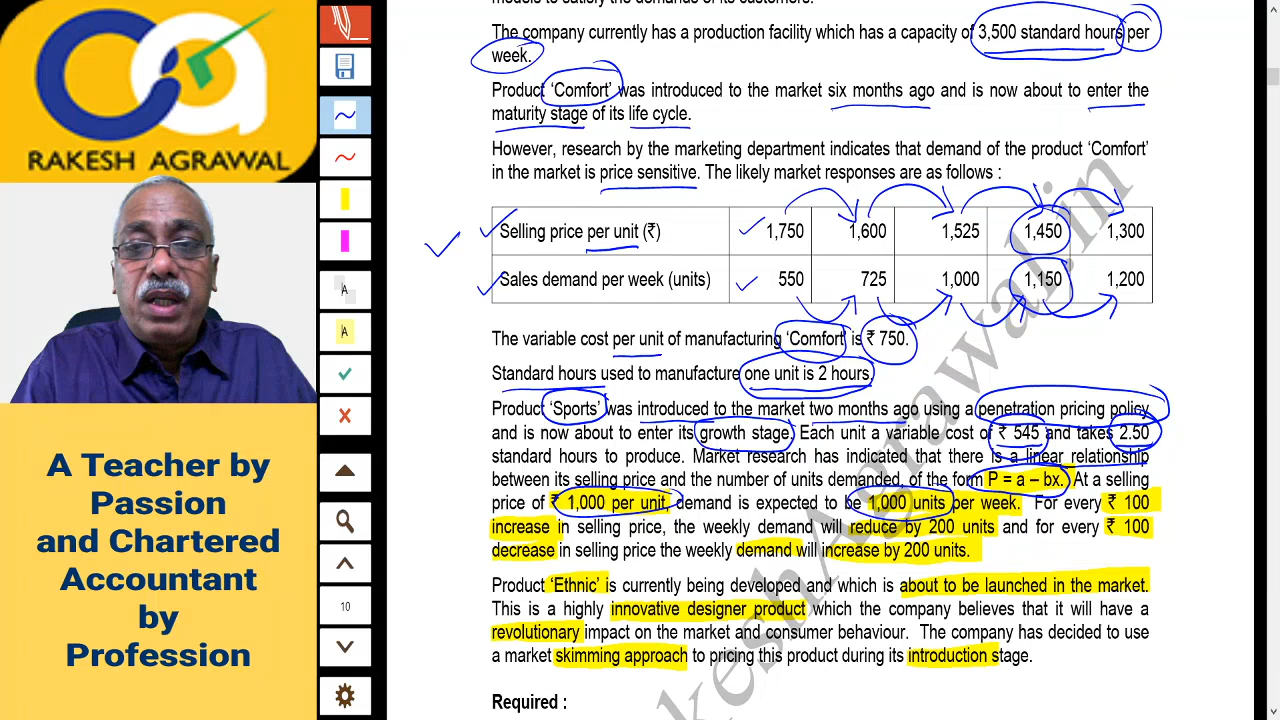 models to satisfy the demands of its customers.
The company currently has a production facility which has a capacity of 3,500 standard hours per
week.
Product ‘Comfort’ was introduced to the market six months ago and is now about to enter the
maturity stage of its life cycle.
However, research by the marketing department indicates that demand of the product ‘Comfort’
in the market is price sensitive. The likely market responses are as follows :
Selling price per unit (₹) 1,750 1,600 1,525 1,450 1,300
Sales demand per week (units) 550 725 1,000 1,150 1,200
The variable cost per unit of manufacturing ‘Comfort’ is ₹ 750.
Standard hours used to manufacture one unit is 2 hours.
Product ‘Sports’ was introduced to the market two months ago using a penetration pricing policy
and is now about to enter its growth stage. Each unit a variable cost of ₹ 545 and takes 2.50
standard hours to produce. Market research has indicated that there is a linear relationship
between its selling price and the number of units demanded, of the form P = a – bx. At a selling
price of ₹ 1,000 per unit demand is expected to be 1,000 units per week. For every ₹ 100
increase in selling price, the weekly demand will reduce by 200 units and for every ₹ 100
decrease in selling price the weekly demand will increase by 200 units.
Product ‘Ethnic’ is currently being developed and which is about to be launched in the market.
This is a highly innovative designer product which the company believes that it will have a
revolutionary impact on the market and consumer behaviour. The company has decided to use
a market skimming approach to pricing this product during its introduction stage.
Required :
RakeshAgrawal.in
ca
RAKESH AGRAWAL
A Teacher by
Passion
and Chartered
Accountant
by
Profession
A
A
10